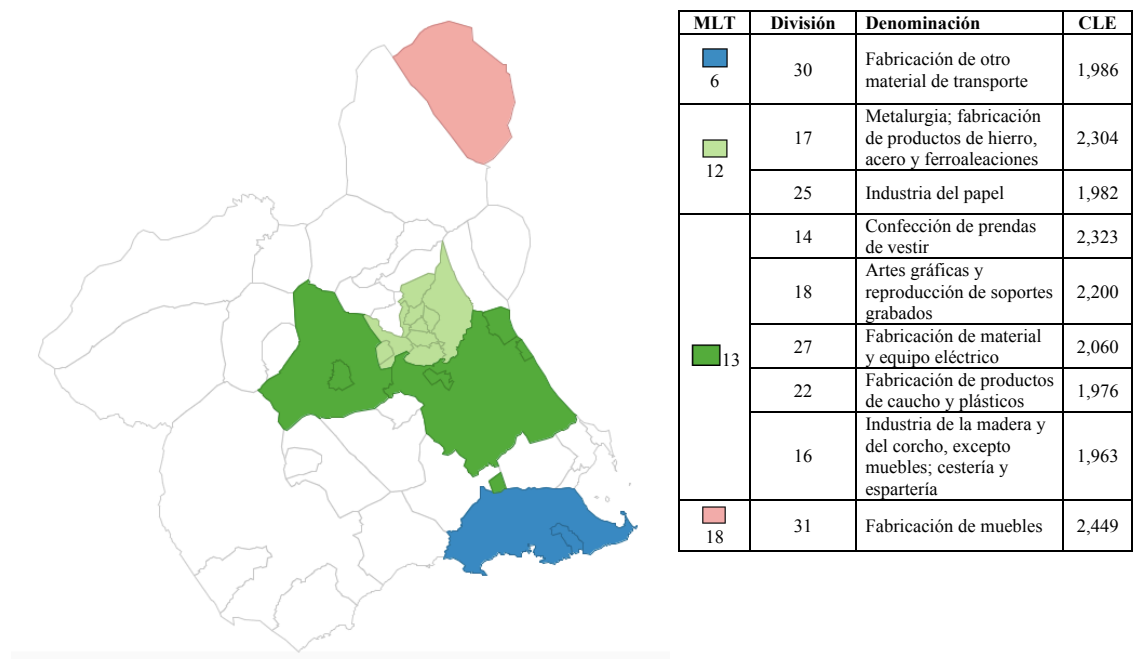 MLT División Denominación CLE
6 30 Fabricación de otro
material de transporte 1,986
12 17 Metalurgia; fabricación
de productos de hierro,
acero y ferroaleaciones 2,304
25 Industria del papel 1,982
13 14 Confección de prendas
de vestir 2,323
18 Artes gráficas y
reproducción de soportes
grabados 2,200
27 Fabricación de material
y equipo eléctrico 2,060
22 Fabricación de productos
de caucho y plásticos 1,976
16 Industria de la madera y
del corcho, excepto
muebles; cestería y
espartería 1,963
18 31 Fabricación de muebles 2,449